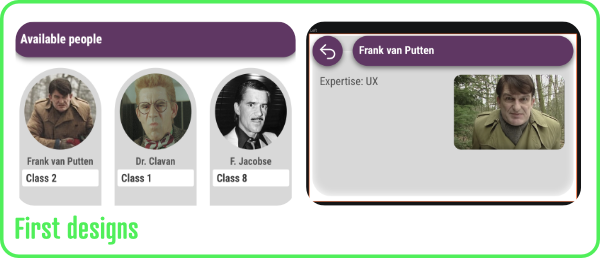 Available people
Frank van Putten
Class 2
Dr. Clavan
Class 1
F. Jacobse
Class 8
Frank van Putten
Expertise: UX
First designs